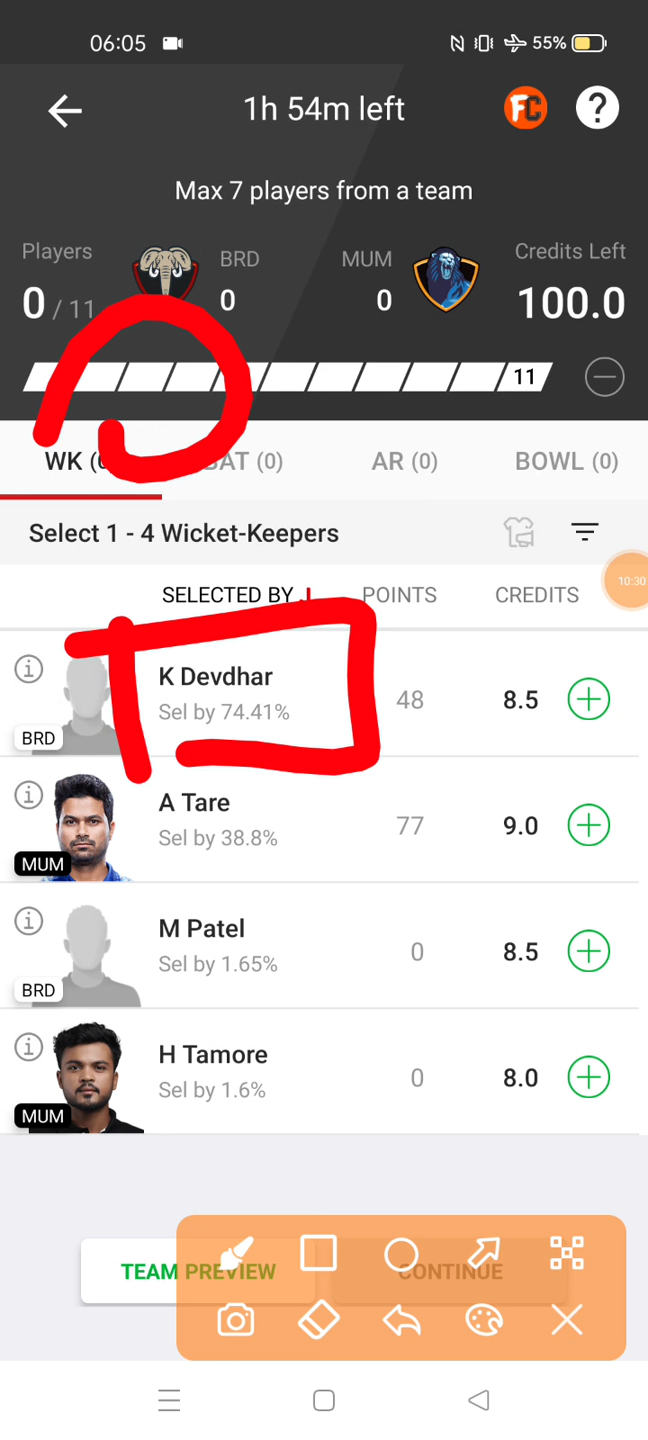 06:05 55%
1h 54m left FC ?
Max 7 players from a team
Players BRD MUM Credits Left
0 / 11 0 0 100.0
11
WK BAT (0) AR (0) BOWL (0)
Select 1 - 4 Wicket-Keepers
SELECTED BY ↓ POINTS CREDITS
10:30
K Devdhar
Sel by 74.41% 48 8.5
BRD
A Tare
Sel by 38.8% 77 9.0
MUM
M Patel
Sel by 1.65% 0 8.5
BRD
H Tamore
Sel by 1.6% 0 8.0
MUM
TEAM PREVIEW CONTINUE